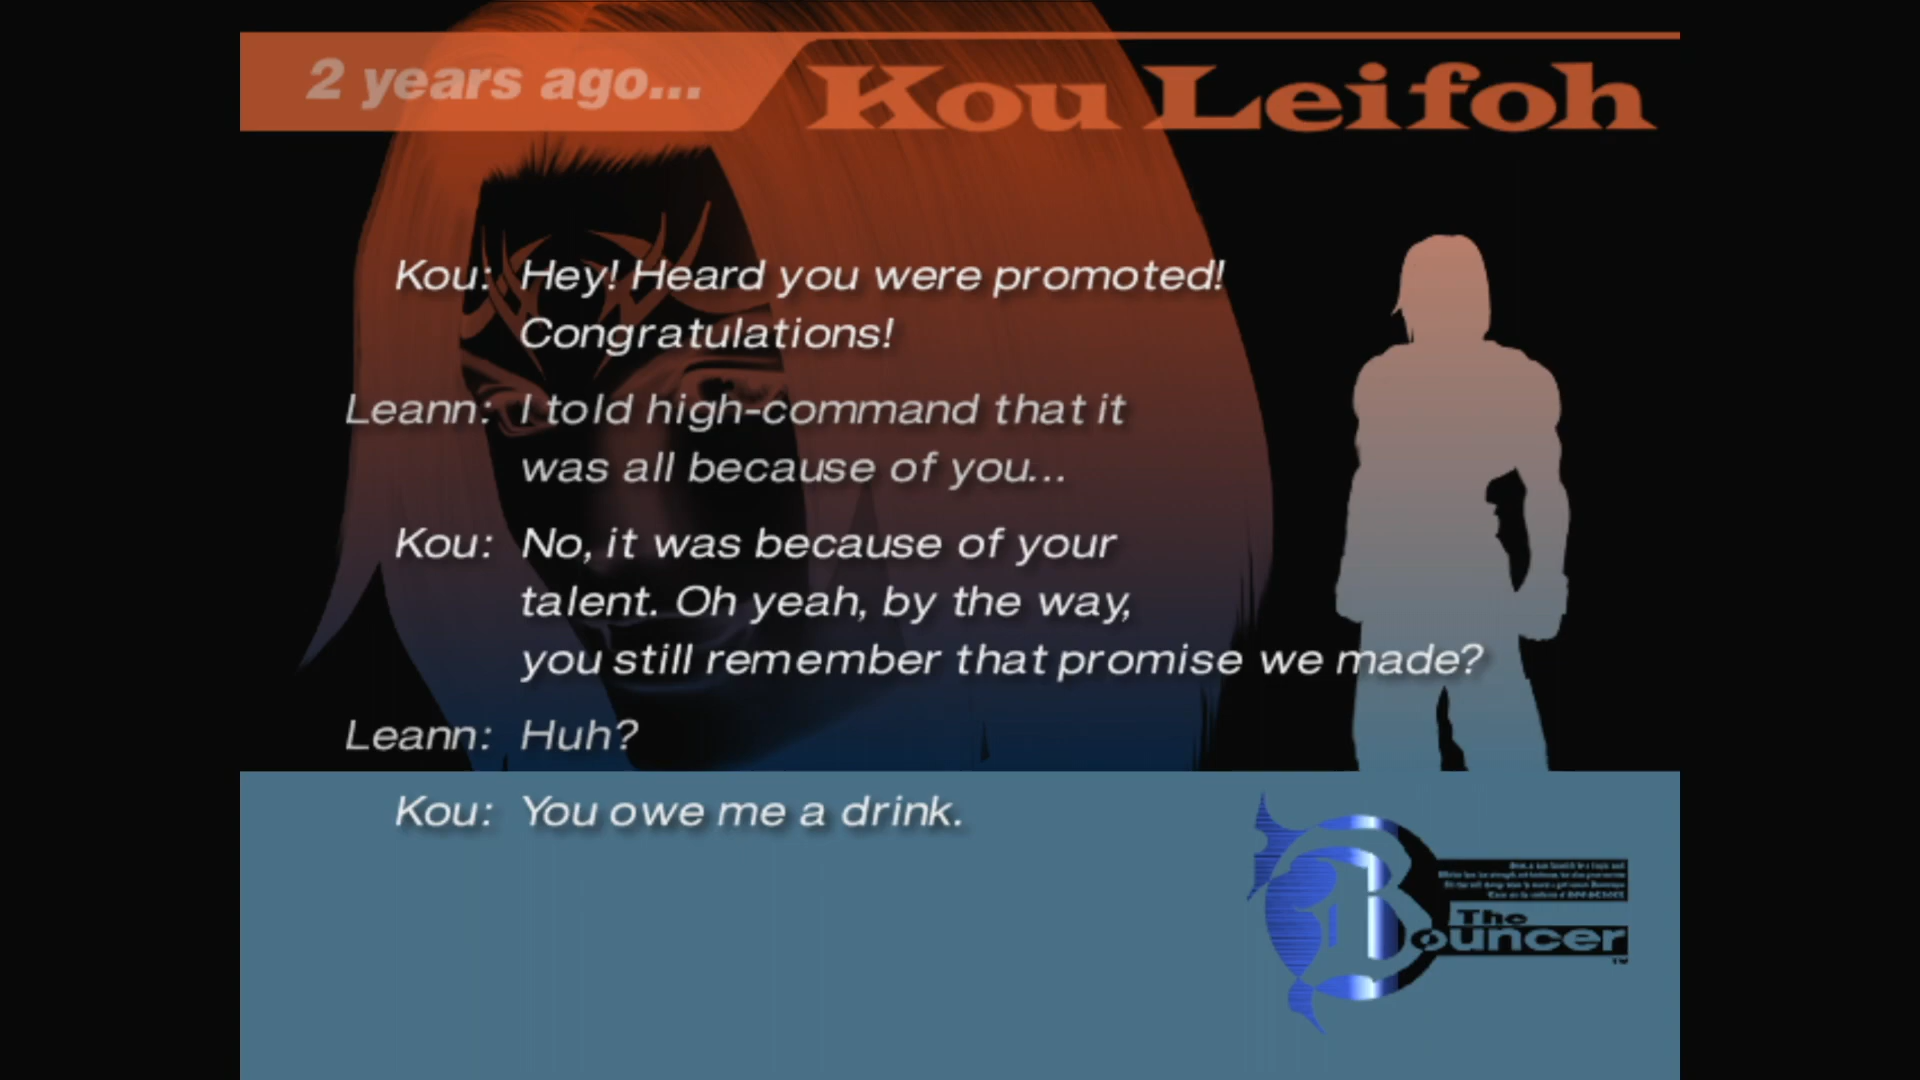 2 years ago...
Kou Leifoh
Kou: Hey! Heard you were promoted!
Congratulations!
Leann: I told high-command that it
was all because of you...
Kou: No, it was because of your
talent. Oh yeah, by the way,
you still remember that promise we made?
Leann: Huh?
Kou: You owe me a drink.
The
Bouncer
TM